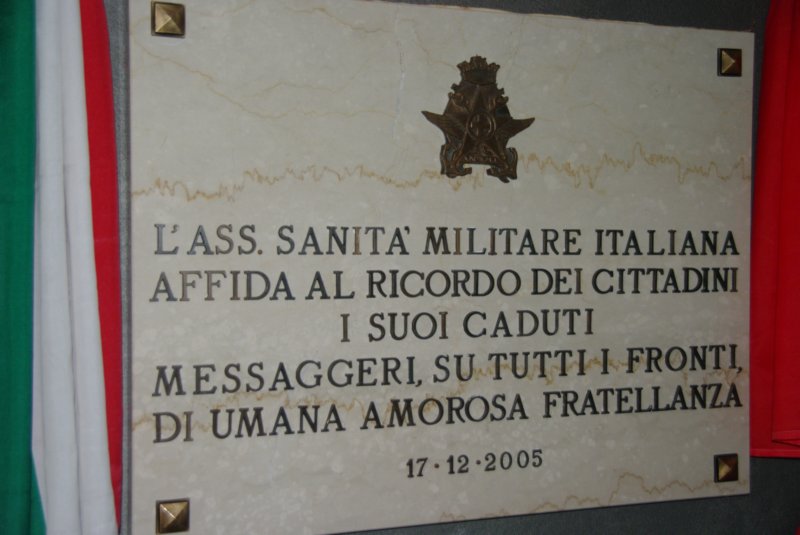 L'ASS. SANITA' MILITARE ITALIANA
AFFIDA AL RICORDO DEI CITTADINI
I SUOI CADUTI
MESSAGGERI, SU TUTTI I FRONTI,
DI UMANA AMOROSA FRATELLANZA
17·12·2005